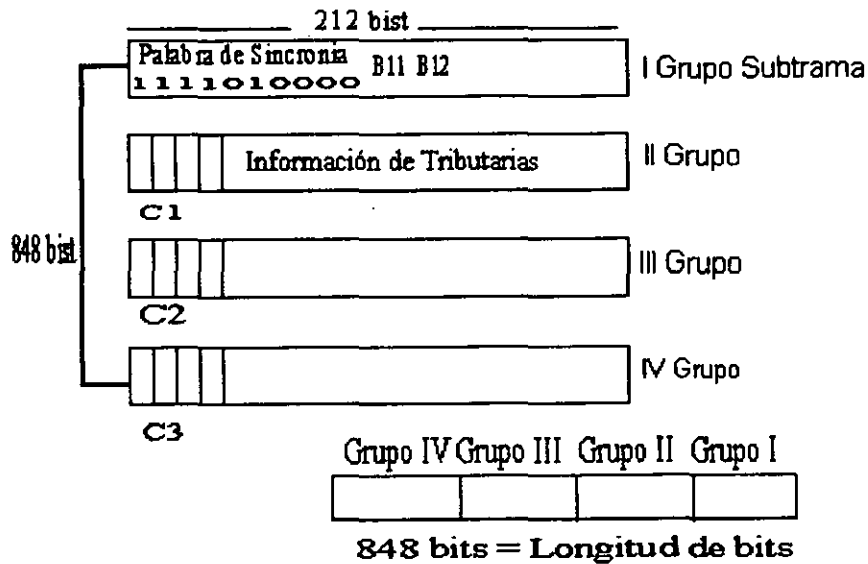 212 bist
Palabra de Sincronia
1111010000
B11 B12
I Grupo Subtrama
Información de Tributarias
II Grupo
C1
848 bist
III Grupo
C2
IV Grupo
C3
Grupo IV Grupo III Grupo II Grupo I
848 bits = Longitud de bits